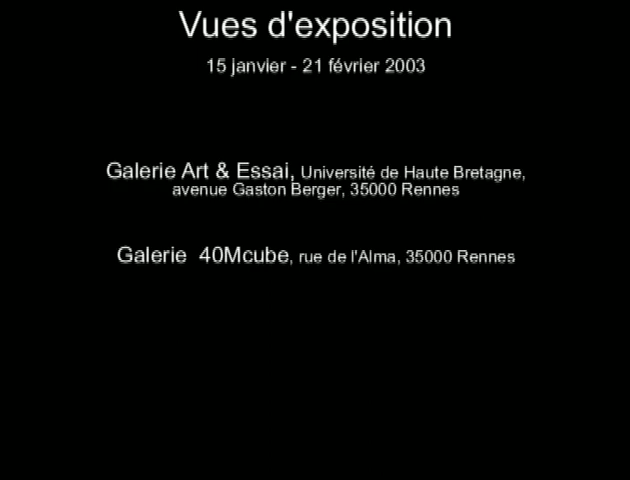 Vues d'exposition
15 janvier - 21 février 2003
Galerie Art & Essai, Université de Haute Bretagne,
avenue Gaston Berger, 35000 Rennes
Galerie 40Mcube, rue de l'Alma, 35000 Rennes